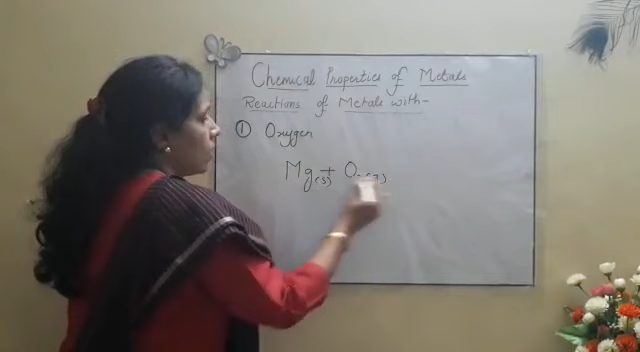 Chemical Properties of Metals
Reactions of Metals with-
① Oxygen
Mg(s) + O₂(g)